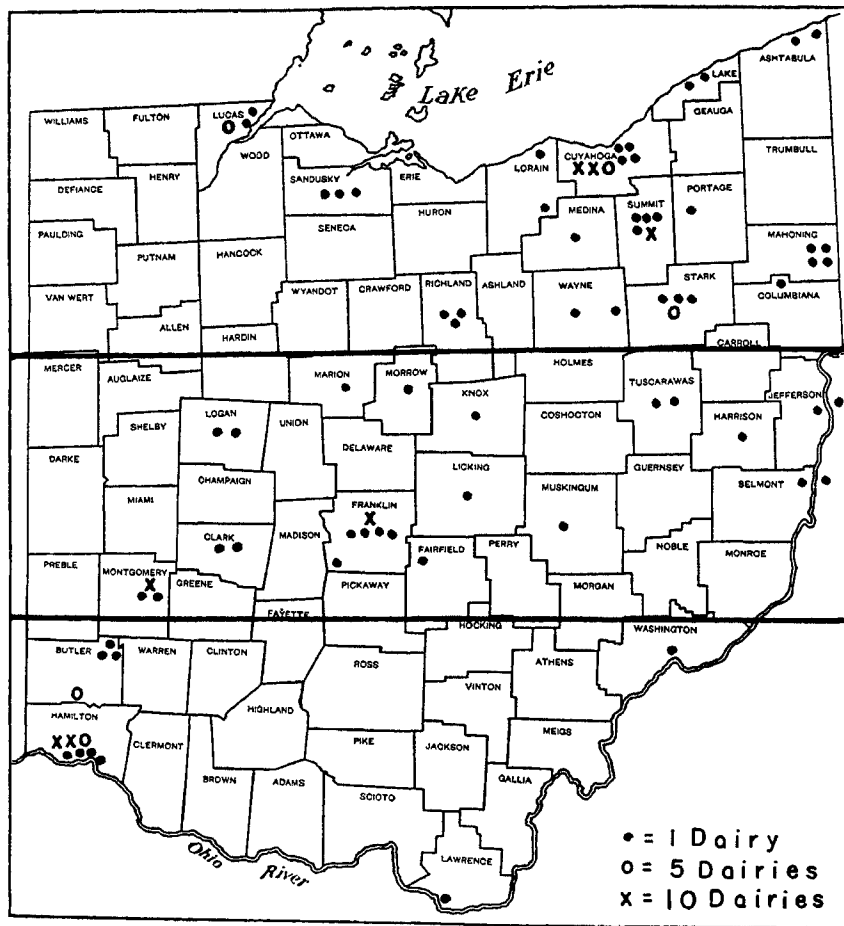 ASHTABULA
LAKE
Lake Erie
GEAUGA
LUCAS
WILLIAMS
FULTON
OTTAWA
CUYAHOGA
TRUMBULL
WOOD
LORAIN
HENRY
SANDUSKY
ERIE
PORTAGE
DEFIANCE
MEDINA
SUMMIT
HURON
SENECA
PAULDING
MAHONING
PUTNAM
HANCOCK
STARK
WYANDOT
CRAWFORD
RICHLAND
ASHLAND
WAYNE
COLUMBIANA
VAN WERT
ALLEN
HARDIN
CARROLL
MERCER
AUGLAIZE
MARION
MORROW
HOLMES
TUSCARAWAS
KNOX
JEFFERSON
LOGAN
UNION
COSHOCTON
HARRISON
SHELBY
DELAWARE
DARKE
LICKING
GUERNSEY
CHAMPAIGN
BELMONT
MUSKINGUM
MIAMI
FRANKLIN
CLARK
MADISON
FAIRFIELD
PERRY
NOBLE
MONROE
PREBLE
MONTGOMERY
GREENE
PICKAWAY
MORGAN
FAYETTE
HOCKING
WASHINGTON
BUTLER
WARREN
CLINTON
ROSS
ATHENS
VINTON
HAMILTON
HIGHLAND
CLERMONT
PIKE
JACKSON
MEIGS
BROWN
ADAMS
SCIOTO
GALLIA
LAWRENCE
Ohio River
● = 1 Dairy
O = 5 Dairies
X = 10 Dairies